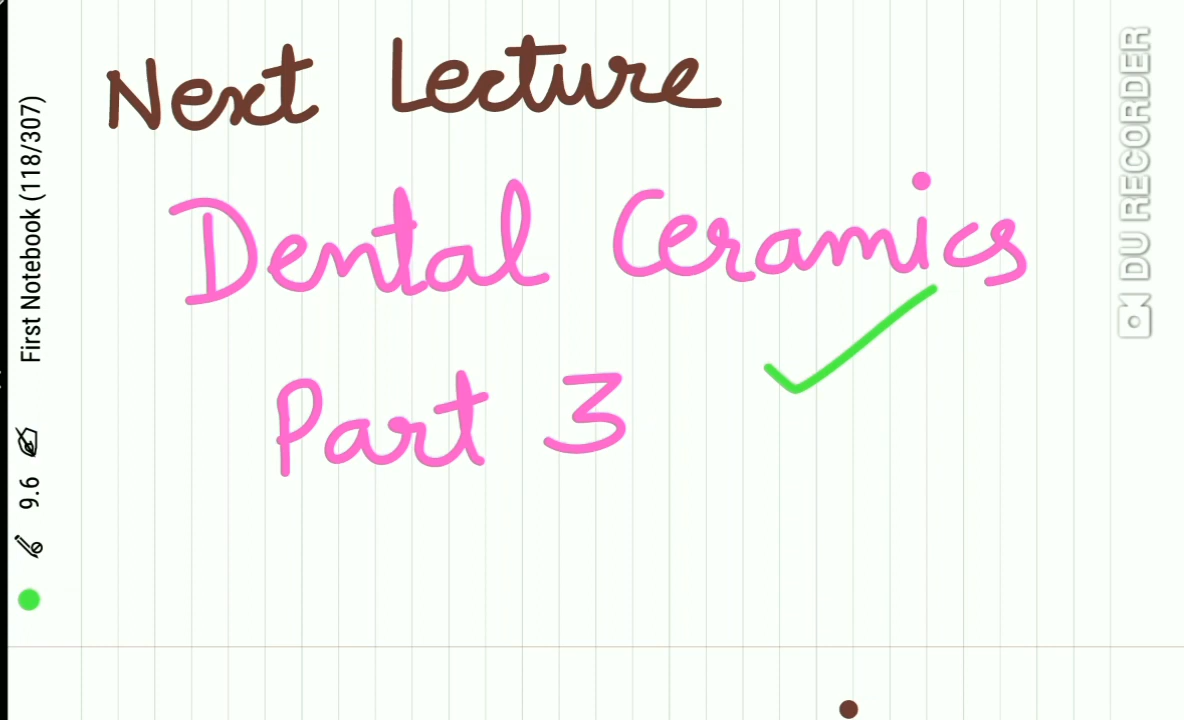 Next Lecture
Dental Ceramics
Part 3
First Notebook (118/307)
9.6
DU RECORDER